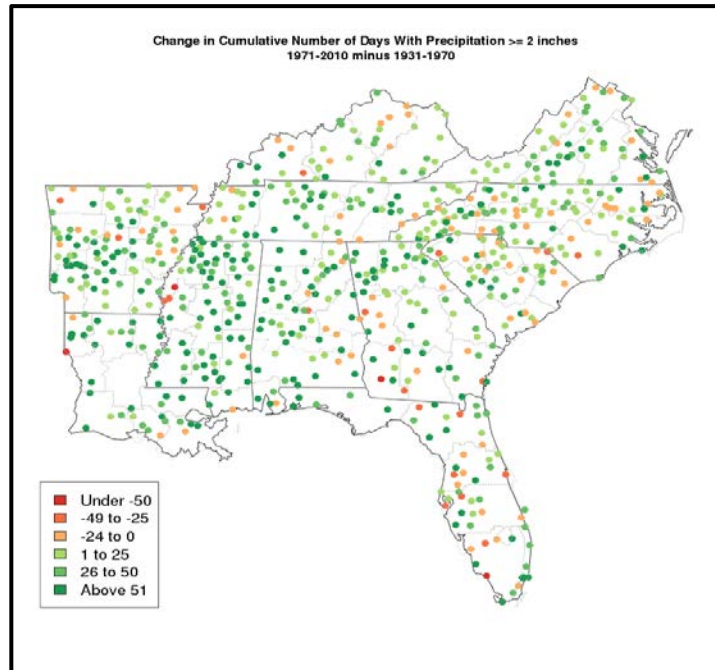 Change in Cumulative Number of Days With Precipitation >= 2 inches
1971-2010 minus 1931-1970
Under -50
-49 to -25
-24 to 0
1 to 25
26 to 50
Above 51